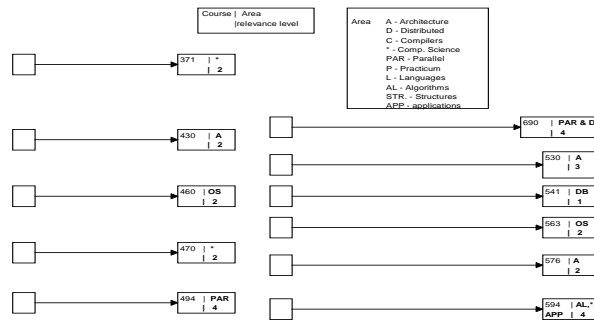 Course | Area
|relevance level
Area A - Architecture
D - Distributed
C - Compilers
* - Comp. Science
PAR - Parallel
P - Practicum
L - Languages
AL - Algorithms
STR. - Structures
APP - applications
371 | *
| 2
430 | A
| 2
460 | OS
| 2
470 | *
| 2
494 | PAR
| 4
690 | PAR & D
| 4
530 | A
| 3
541 | DB
| 1
563 | OS
| 2
576 | A
| 2
594 | AL,*
APP | 4